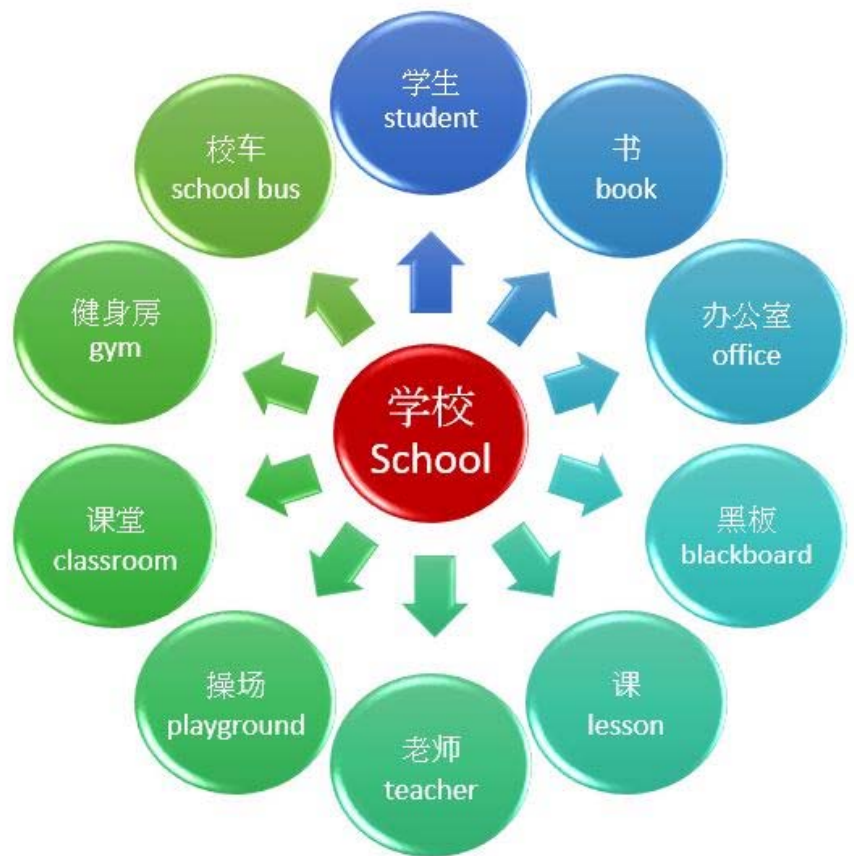 学生
student
书
book
办公室
office
黑板
blackboard
课
lesson
老师
teacher
操场
playground
课堂
classroom
健身房
gym
校车
school bus
学校
School